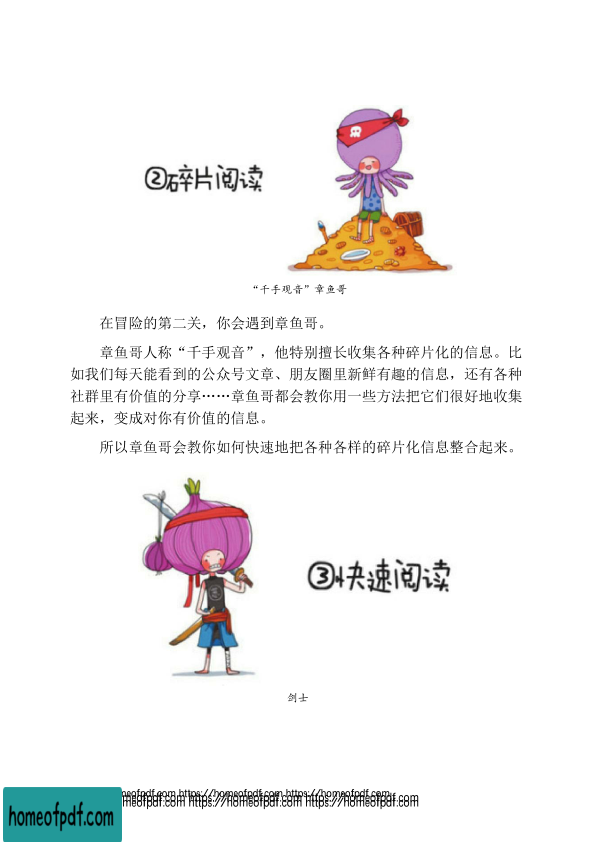 ②碎片阅读
“千手观音”章鱼哥
在冒险的第二关，你会遇到章鱼哥。
章鱼哥人称“千手观音”，他特别擅长收集各种碎片化的信息。比
如我们每天能看到的公众号文章、朋友圈里新鲜有趣的信息，还有各种
社群里有价值的分享……章鱼哥都会教你用一些方法把它们很好地收集
起来，变成对你有价值的信息。
所以章鱼哥会教你如何快速地把各种各样的碎片化信息整合起来。
③快速阅读
剑士
homeofpdf.com https://homeofpdf.com https://homeofpdf.com
homeofpdf.com https://homeofpdf.com https://homeofpdf.com
homeofpdf.com